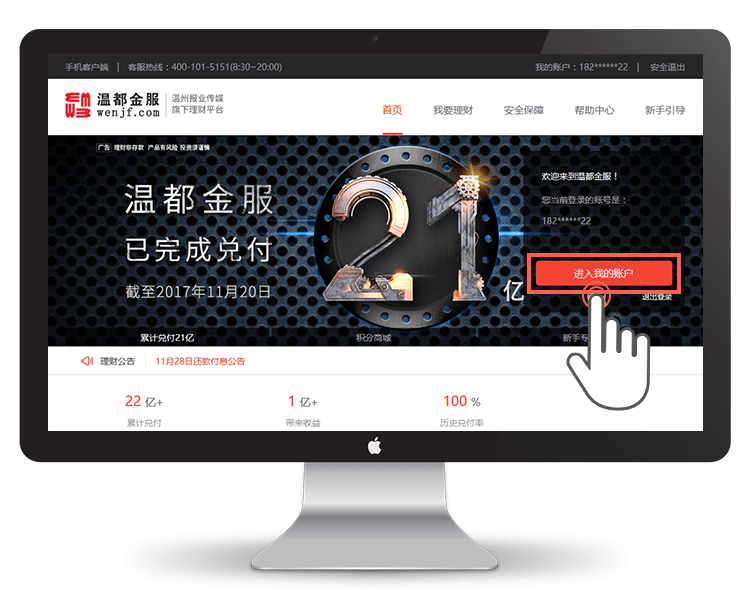 手机客户端 | 客服热线：400-101-5151(8:30~20:00) 我的账户：182******22 | 安全退出
温都金服 温州报业传媒
wenjf.com 旗下理财平台
首页 我要理财 安全保障 帮助中心 新手引导
广告 理财非存款 产品有风险 投资须谨慎
温都金服
已完成兑付
截至2017年11月20日
21亿
欢迎来到温都金服！
您当前登录的账号是：
182******22
进入我的账户
退出登录
累计兑付21亿 积分商城 新手专
理财公告 11月28日还款付息公告
22 亿+ 1 亿+ 100 %
累计兑付 带来收益 历史兑付率